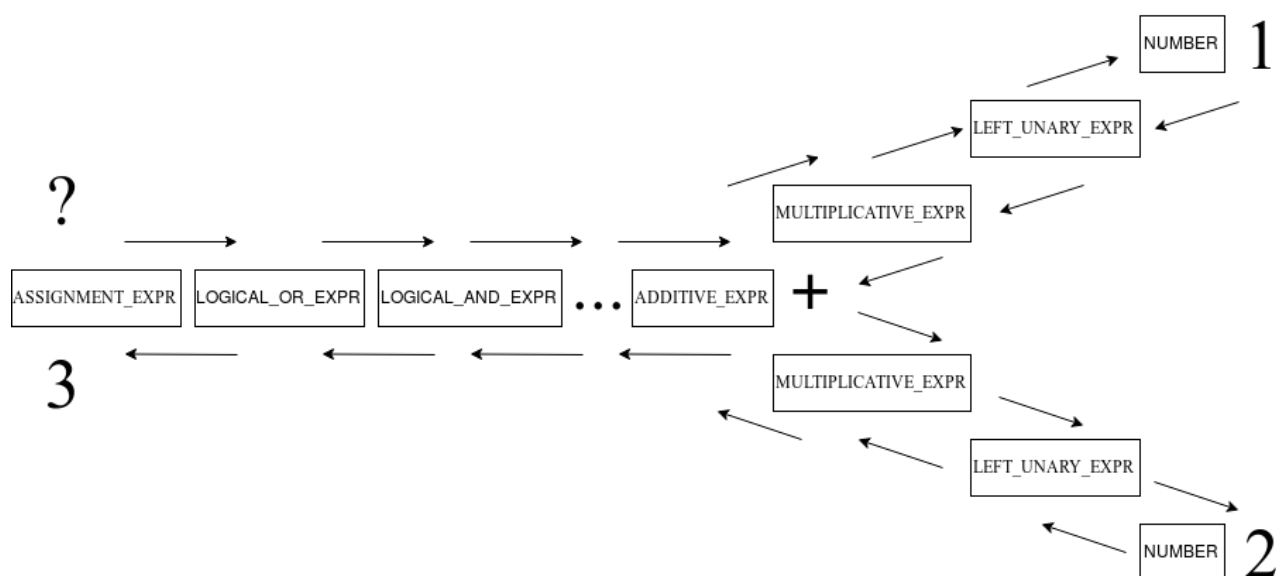 NUMBER 1
LEFT_UNARY_EXPR
?
MULTIPLICATIVE_EXPR
ASSIGNMENT_EXPR LOGICAL_OR_EXPR LOGICAL_AND_EXPR ... ADDITIVE_EXPR +
3
MULTIPLICATIVE_EXPR
LEFT_UNARY_EXPR
NUMBER 2